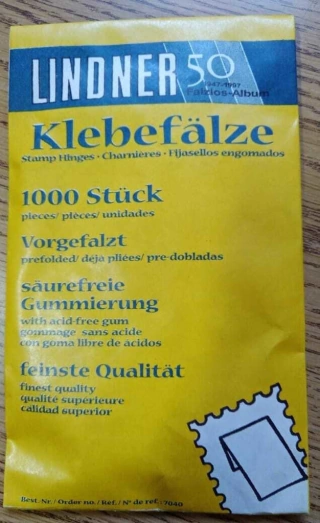 LINDNER 50
1947-1997
Falzlos-Album
Klebefälze
Stamp Hinges • Charnières • Fijasellos engomados
1000 Stück
pieces/ pièces/ unidades
Vorgefalzt
prefolded/ déjà pliées/ pre-dobladas
säurefreie
Gummierung
with acid-free gum
gommage sans acide
con goma libre de ácidos
feinste Qualität
finest quality
qualité supérieure
calidad superior
Best.-Nr. / Order no. / Réf. / Nº de ref.: 7040